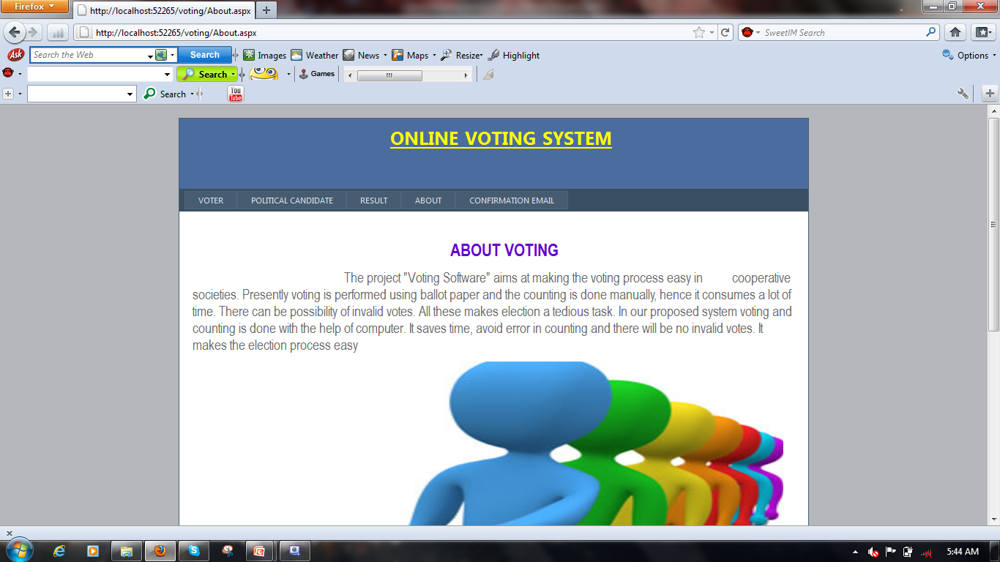 Firefox
http://localhost:52265/voting/About.aspx
http://localhost:52265/voting/About.aspx
SweetIM Search
Ask
Search the Web
Search
Images
Weather
News
Maps
Resize
Highlight
Options
Search
Games
Search
You Tube
ONLINE VOTING SYSTEM
VOTER
POLITICAL CANDIDATE
RESULT
ABOUT
CONFIRMATION EMAIL
ABOUT VOTING
The project "Voting Software" aims at making the voting process easy in cooperative
societies. Presently voting is performed using ballot paper and the counting is done manually, hence it consumes a lot of
time. There can be possibility of invalid votes. All these makes election a tedious task. In our proposed system voting and
counting is done with the help of computer. It saves time, avoid error in counting and there will be no invalid votes. It
makes the election process easy
5:44 AM